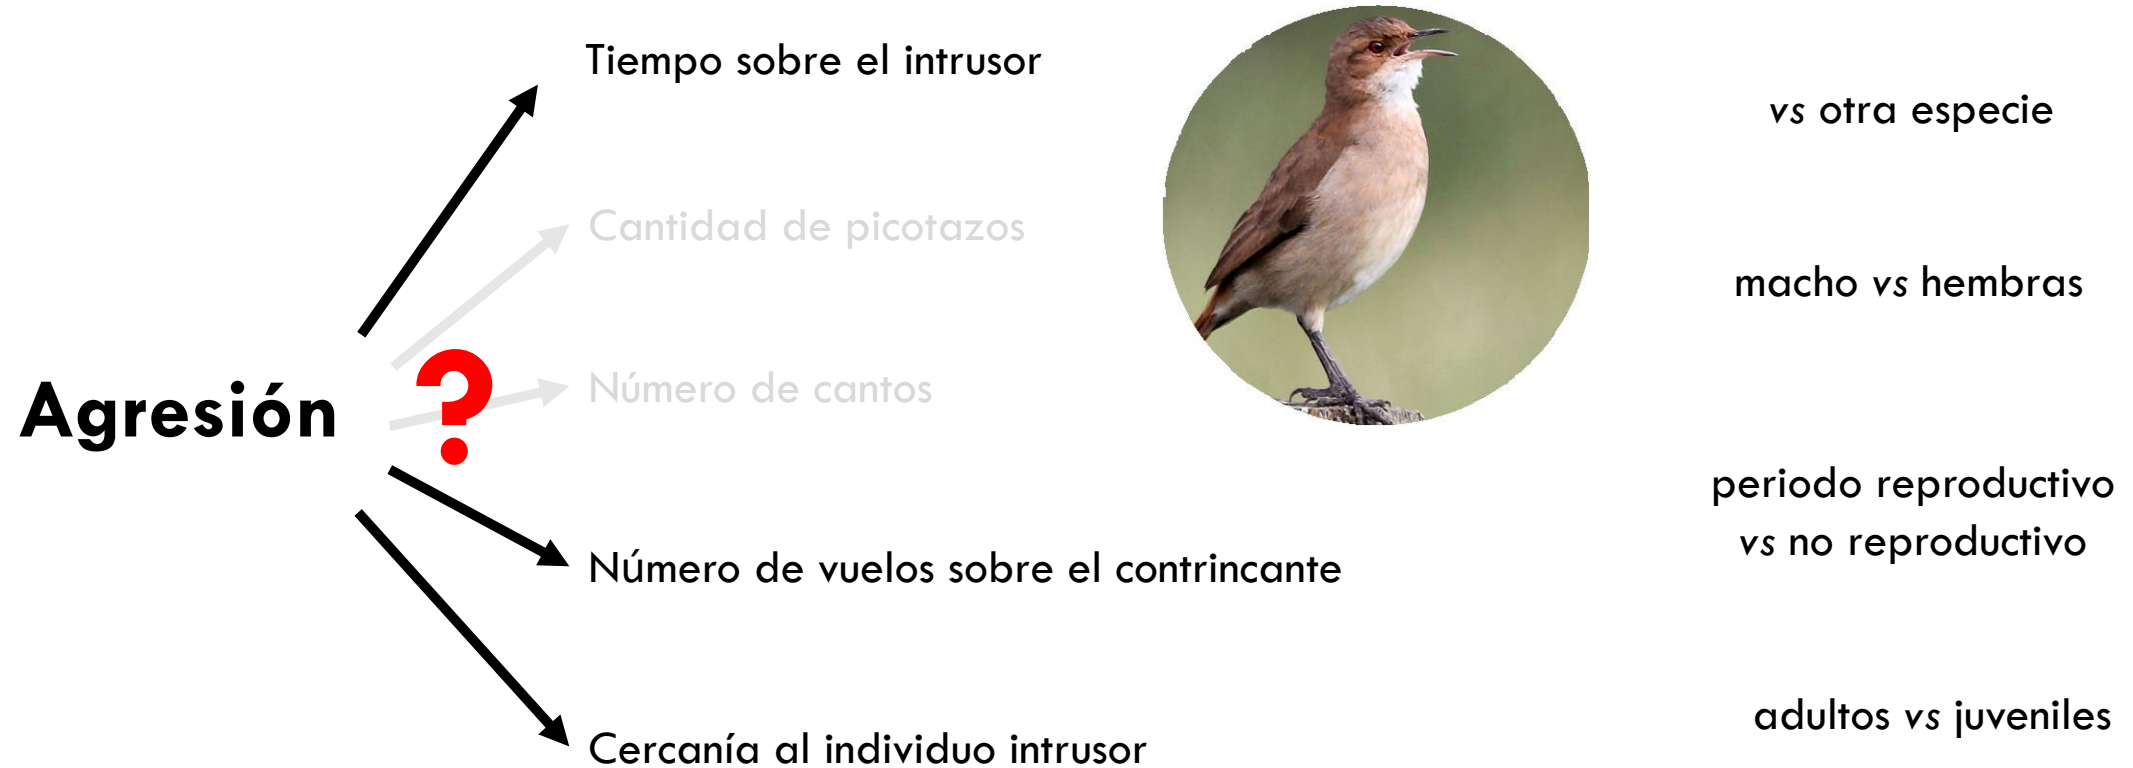 Tiempo sobre el intrusor
Cantidad de picotazos
Número de cantos
Agresión
?
Número de vuelos sobre el contrincante
Cercanía al individuo intrusor
vs otra especie
macho vs hembras
periodo reproductivo
vs no reproductivo
adultos vs juveniles